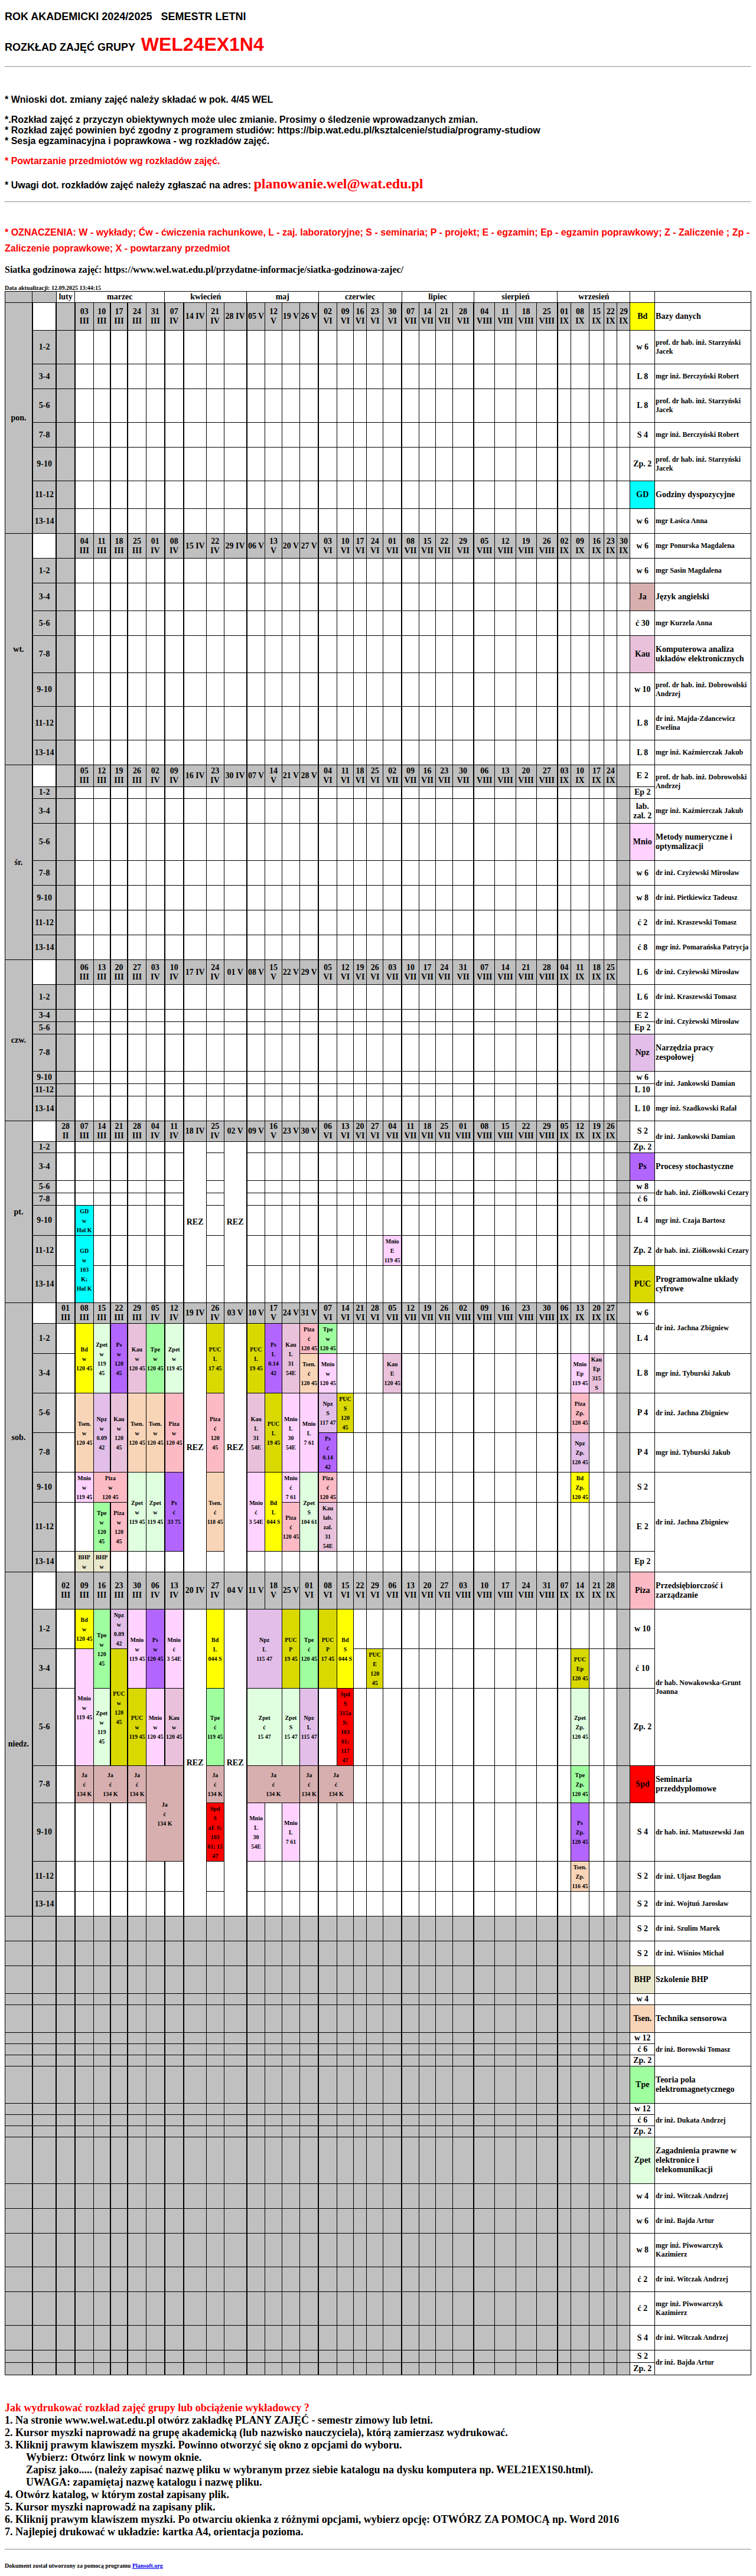 ROK AKADEMICKI 2024/2025 SEMESTR LETNI
ROZKŁAD ZAJĘĆ GRUPY WEL24EX1N4
* Wnioski dot. zmiany zajęć należy składać w pok. 4/45 WEL
*.Rozkład zajęć z przyczyn obiektywnych może ulec zmianie. Prosimy o śledzenie wprowadzanych zmian.
* Rozkład zajęć powinien być zgodny z programem studiów: https://bip.wat.edu.pl/ksztalcenie/studia/programy-studiow
* Sesja egzaminacyjna i poprawkowa - wg rozkładów zajęć.
* Powtarzanie przedmiotów wg rozkładów zajęć.
* Uwagi dot. rozkładów zajęć należy zgłaszać na adres: planowanie.wel@wat.edu.pl
* OZNACZENIA: W - wykłady; Ćw - ćwiczenia rachunkowe, L - zaj. laboratoryjne; S - seminaria; P - projekt; E - egzamin; Ep - egzamin poprawkowy; Z - Zaliczenie ; Zp -
Zaliczenie poprawkowe; X - powtarzany przedmiot
Siatka godzinowa zajęć: https://www.wel.wat.edu.pl/przydatne-informacje/siatka-godzinowa-zajec/
Data aktualizacji: 12.09.2025 13:44:15
luty marzec kwiecień maj czerwiec lipiec sierpień wrzesień
pon. 03 III 10 III 17 III 24 III 31 III 07 IV 14 IV 21 IV 28 IV 05 V 12 V 19 V 26 V 02 VI 09 VI 16 VI 23 VI 30 VI 07 VII 14 VII 21 VII 28 VII 04 VIII 11 VIII 18 VIII 25 VIII 01 IX 08 IX 15 IX 22 IX 29 IX Bd Bazy danych
1-2 w 6 prof. dr hab. inż. Starzyński Jacek
3-4 L 8 mgr inż. Berczyński Robert
5-6 L 8 prof. dr hab. inż. Starzyński Jacek
7-8 S 4 mgr inż. Berczyński Robert
9-10 Zp. 2 prof. dr hab. inż. Starzyński Jacek
11-12 GD Godziny dyspozycyjne
13-14 w 6 mgr Łasica Anna
wt. 04 III 11 III 18 III 25 III 01 IV 08 IV 15 IV 22 IV 29 IV 06 V 13 V 20 V 27 V 03 VI 10 VI 17 VI 24 VI 01 VII 08 VII 15 VII 22 VII 29 VII 05 VIII 12 VIII 19 VIII 26 VIII 02 IX 09 IX 16 IX 23 IX 30 IX w 6 mgr Ponurska Magdalena
1-2 w 6 mgr Sasin Magdalena
3-4 Ja Język angielski
5-6 ć 30 mgr Kurzela Anna
7-8 Kau Komputerowa analiza układów elektronicznych
9-10 w 10 prof. dr hab. inż. Dobrowolski Andrzej
11-12 L 8 dr inż. Majda-Zdancewicz Ewelina
13-14 L 8 mgr inż. Kaźmierczak Jakub
śr. 05 III 12 III 19 III 26 III 02 IV 09 IV 16 IV 23 IV 30 IV 07 V 14 V 21 V 28 V 04 VI 11 VI 18 VI 25 VI 02 VII 09 VII 16 VII 23 VII 30 VII 06 VIII 13 VIII 20 VIII 27 VIII 03 IX 10 IX 17 IX 24 IX E 2 prof. dr hab. inż. Dobrowolski Andrzej
1-2 Ep 2
3-4 lab. zal. 2 mgr inż. Kaźmierczak Jakub
5-6 Mnio Metody numeryczne i optymalizacji
7-8 w 6 dr inż. Czyżewski Mirosław
9-10 w 8 dr inż. Pietkiewicz Tadeusz
11-12 ć 2 dr inż. Kraszewski Tomasz
13-14 ć 8 mgr inż. Pomarańska Patrycja
czw. 06 III 13 III 20 III 27 III 03 IV 10 IV 17 IV 24 IV 01 V 08 V 15 V 22 V 29 V 05 VI 12 VI 19 VI 26 VI 03 VII 10 VII 17 VII 24 VII 31 VII 07 VIII 14 VIII 21 VIII 28 VIII 04 IX 11 IX 18 IX 25 IX L 6 dr inż. Czyżewski Mirosław
1-2 L 6 dr inż. Kraszewski Tomasz
3-4 E 2 dr inż. Czyżewski Mirosław
5-6 Ep 2
7-8 Npz Narzędzia pracy zespołowej
9-10 w 6 dr inż. Jankowski Damian
11-12 L 10
13-14 L 10 mgr inż. Szadkowski Rafał
pt. 28 II 07 III 14 III 21 III 28 III 04 IV 11 IV 18 IV 25 IV 02 V 09 V 16 V 23 V 30 V 06 VI 13 VI 20 VI 27 VI 04 VII 11 VII 18 VII 25 VII 01 VIII 08 VIII 15 VIII 22 VIII 29 VIII 05 IX 12 IX 19 IX 26 IX S 2 dr inż. Jankowski Damian
1-2 REZ REZ Zp. 2
3-4 Ps Procesy stochastyczne
5-6 w 8 dr hab. inż. Ziółkowski Cezary
7-8 ć 6
9-10 GD w Hol K L 4 mgr inż. Czaja Bartosz
11-12 GD w 103 K; Hol K Mnio E 119 45 Zp. 2 dr hab. inż. Ziółkowski Cezary
13-14 PUC Programowalne układy cyfrowe
sob. 01 III 08 III 15 III 22 III 29 III 05 IV 12 IV 19 IV 26 IV 03 V 10 V 17 V 24 V 31 V 07 VI 14 VI 21 VI 28 VI 05 VII 12 VII 19 VII 26 VII 02 VIII 09 VIII 16 VIII 23 VIII 30 VIII 06 IX 13 IX 20 IX 27 IX w 6 dr inż. Jachna Zbigniew
1-2 Bd w 120 45 Zpet w 119 45 Ps w 120 45 Kau w 120 45 Tpe w 120 45 Zpet w 119 45 REZ PUC L 17 45 REZ PUC L 19 45 Ps L 0.14 42 Kau L 31 54E Piza ć 120 45 Tpe w 120 45 L 4
3-4 Tsen. ć 120 45 Mnio w 120 45 Kau E 120 45 Mnio Ep 119 45 Kau Ep 315 S L 8 mgr inż. Tyburski Jakub
5-6 Tsen. w 120 45 Npz w 0.09 42 Kau w 120 45 Tsen. w 120 45 Tsen. w 120 45 Piza w 120 45 Piza ć 120 45 Kau L 31 54E PUC L 19 45 Mnio L 30 54E Mnio L 7 61 Npz S 117 47 PUC S 120 45 Piza Zp. 120 45 P 4 dr inż. Jachna Zbigniew
7-8 Ps ć 0.14 42 Npz Zp. 120 45 P 4 mgr inż. Tyburski Jakub
9-10 Mnio w 119 45 Piza w 120 45 Zpet w 119 45 Zpet w 119 45 Ps ć 33 75 Tsen. ć 118 45 Mnio ć 3 54E Bd L 044 S Mnio ć 7 61 Zpet S 104 61 Piza ć 120 45 Bd Zp. 120 45 S 2 dr inż. Jachna Zbigniew
11-12 Tpe w 120 45 Piza w 120 45 Piza ć 120 45 Kau lab. zal. 31 54E E 2
13-14 BHP w BHP w Ep 2
niedz. 02 III 09 III 16 III 23 III 30 III 06 IV 13 IV 20 IV 27 IV 04 V 11 V 18 V 25 V 01 VI 08 VI 15 VI 22 VI 29 VI 06 VII 13 VII 20 VII 27 VII 03 VIII 10 VIII 17 VIII 24 VIII 31 VIII 07 IX 14 IX 21 IX 28 IX Piza Przedsiębiorczość i zarządzanie
1-2 Bd w 120 45 Tpe w 120 45 Npz w 0.09 42 Mnio w 119 45 Ps w 120 45 Mnio ć 3 54E REZ Bd L 044 S REZ Npz L 115 47 PUC P 19 45 Tpe ć 120 45 PUC P 17 45 Bd S 044 S w 10 dr hab. Nowakowska-Grunt Joanna
3-4 Mnio w 119 45 PUC w 120 45 PUC E 120 45 PUC Ep 120 45 ć 10
5-6 Zpet w 119 45 PUC w 119 45 Mnio w 120 45 Kau w 120 45 Tpe ć 119 45 Zpet ć 15 47 Zpet S 15 47 Npz L 115 47 Zpet Zp. 120 45 Zp. 2
7-8 Ja ć 134 K Ja ć 134 K Ja ć 134 K Ja ć 134 K Ja ć 134 K Ja ć 134 K Ja ć 134 K Ja ć 134 K Tpe Zp. 120 45 Spd Seminaria przeddyplomowe
9-10 Mnio L 30 54E Mnio L 7 61 Ps Zp. 120 45 S 4 dr hab. inż. Matuszewski Jan
11-12 Tsen. Zp. 116 45 S 2 dr inż. Uljasz Bogdan
13-14 S 2 dr inż. Wojtuń Jarosław
S 2 dr inż. Szulim Marek
S 2 dr inż. Wiśnios Michał
BHP Szkolenie BHP
w 4
Tsen. Technika sensorowa
w 12 dr inż. Borowski Tomasz
ć 6
Zp. 2
Tpe Teoria pola elektromagnetycznego
w 12 dr inż. Dukata Andrzej
ć 6
Zp. 2
Zpet Zagadnienia prawne w elektronice i telekomunikacji
w 4 dr inż. Witczak Andrzej
w 6 dr inż. Bajda Artur
w 8 mgr inż. Piwowarczyk Kazimierz
ć 2 dr inż. Witczak Andrzej
ć 2 mgr inż. Piwowarczyk Kazimierz
S 4 dr inż. Witczak Andrzej
S 2 dr inż. Bajda Artur
Zp. 2
Jak wydrukować rozkład zajęć grupy lub obciążenie wykładowcy ?
1. Na stronie www.wel.wat.edu.pl otwórz zakładkę PLANY ZAJĘĆ - semestr zimowy lub letni.
2. Kursor myszki naprowadź na grupę akademicką (lub nazwisko nauczyciela), którą zamierzasz wydrukować.
3. Kliknij prawym klawiszem myszki. Powinno otworzyć się okno z opcjami do wyboru.
Wybierz: Otwórz link w nowym oknie.
Zapisz jako..... (należy zapisać nazwę pliku w wybranym przez siebie katalogu na dysku komputera np. WEL21EX1S0.html).
UWAGA: zapamiętaj nazwę katalogu i nazwę pliku.
4. Otwórz katalog, w którym został zapisany plik.
5. Kursor myszki naprowadź na zapisany plik.
6. Kliknij prawym klawiszem myszki. Po otwarciu okienka z różnymi opcjami, wybierz opcję: OTWÓRZ ZA POMOCĄ np. Word 2016
7. Najlepiej drukować w układzie: kartka A4, orientacja pozioma.
Dokument został utworzony za pomocą programu Plansoft.org